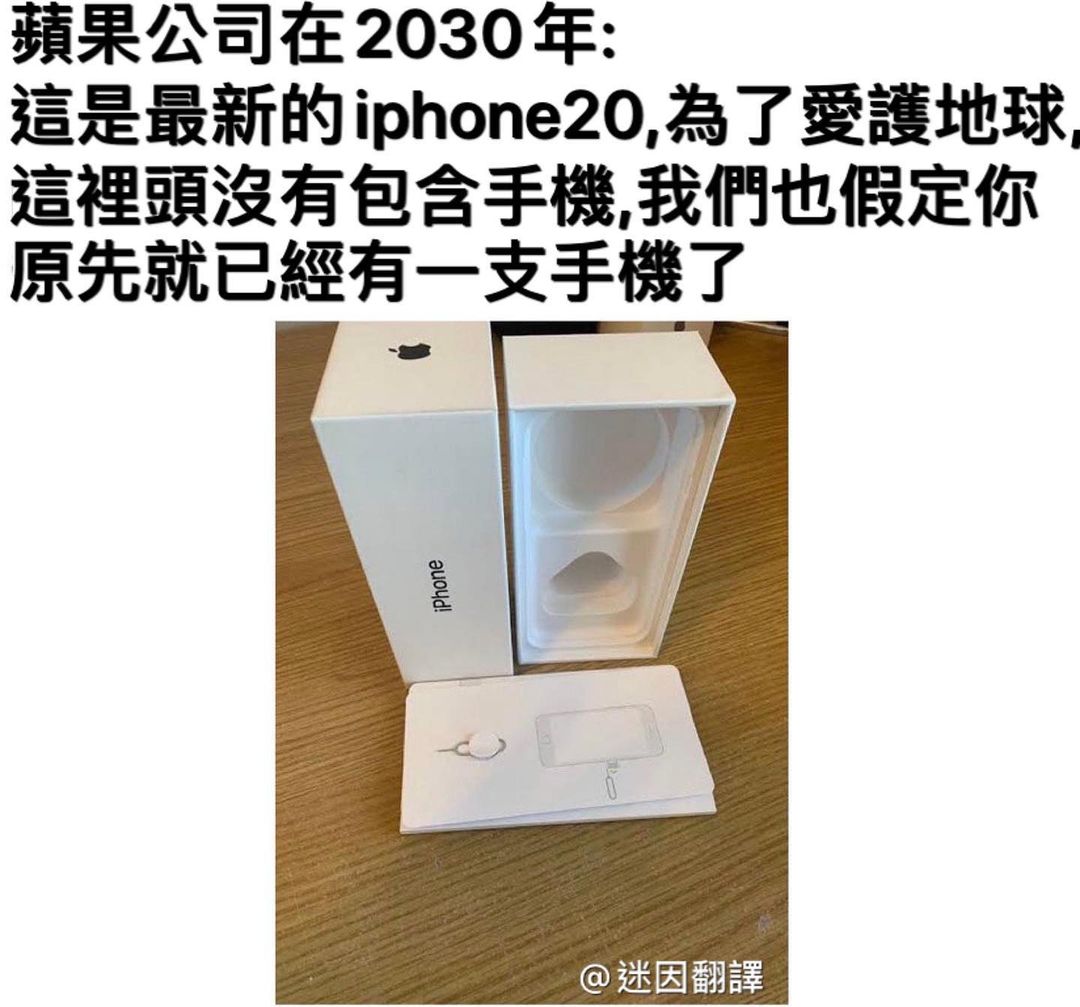 蘋果公司在2030年:
這是最新的iphone20,為了愛護地球,
這裡頭沒有包含手機,我們也假定你
原先就已經有一支手機了
iPhone
@迷因翻譯